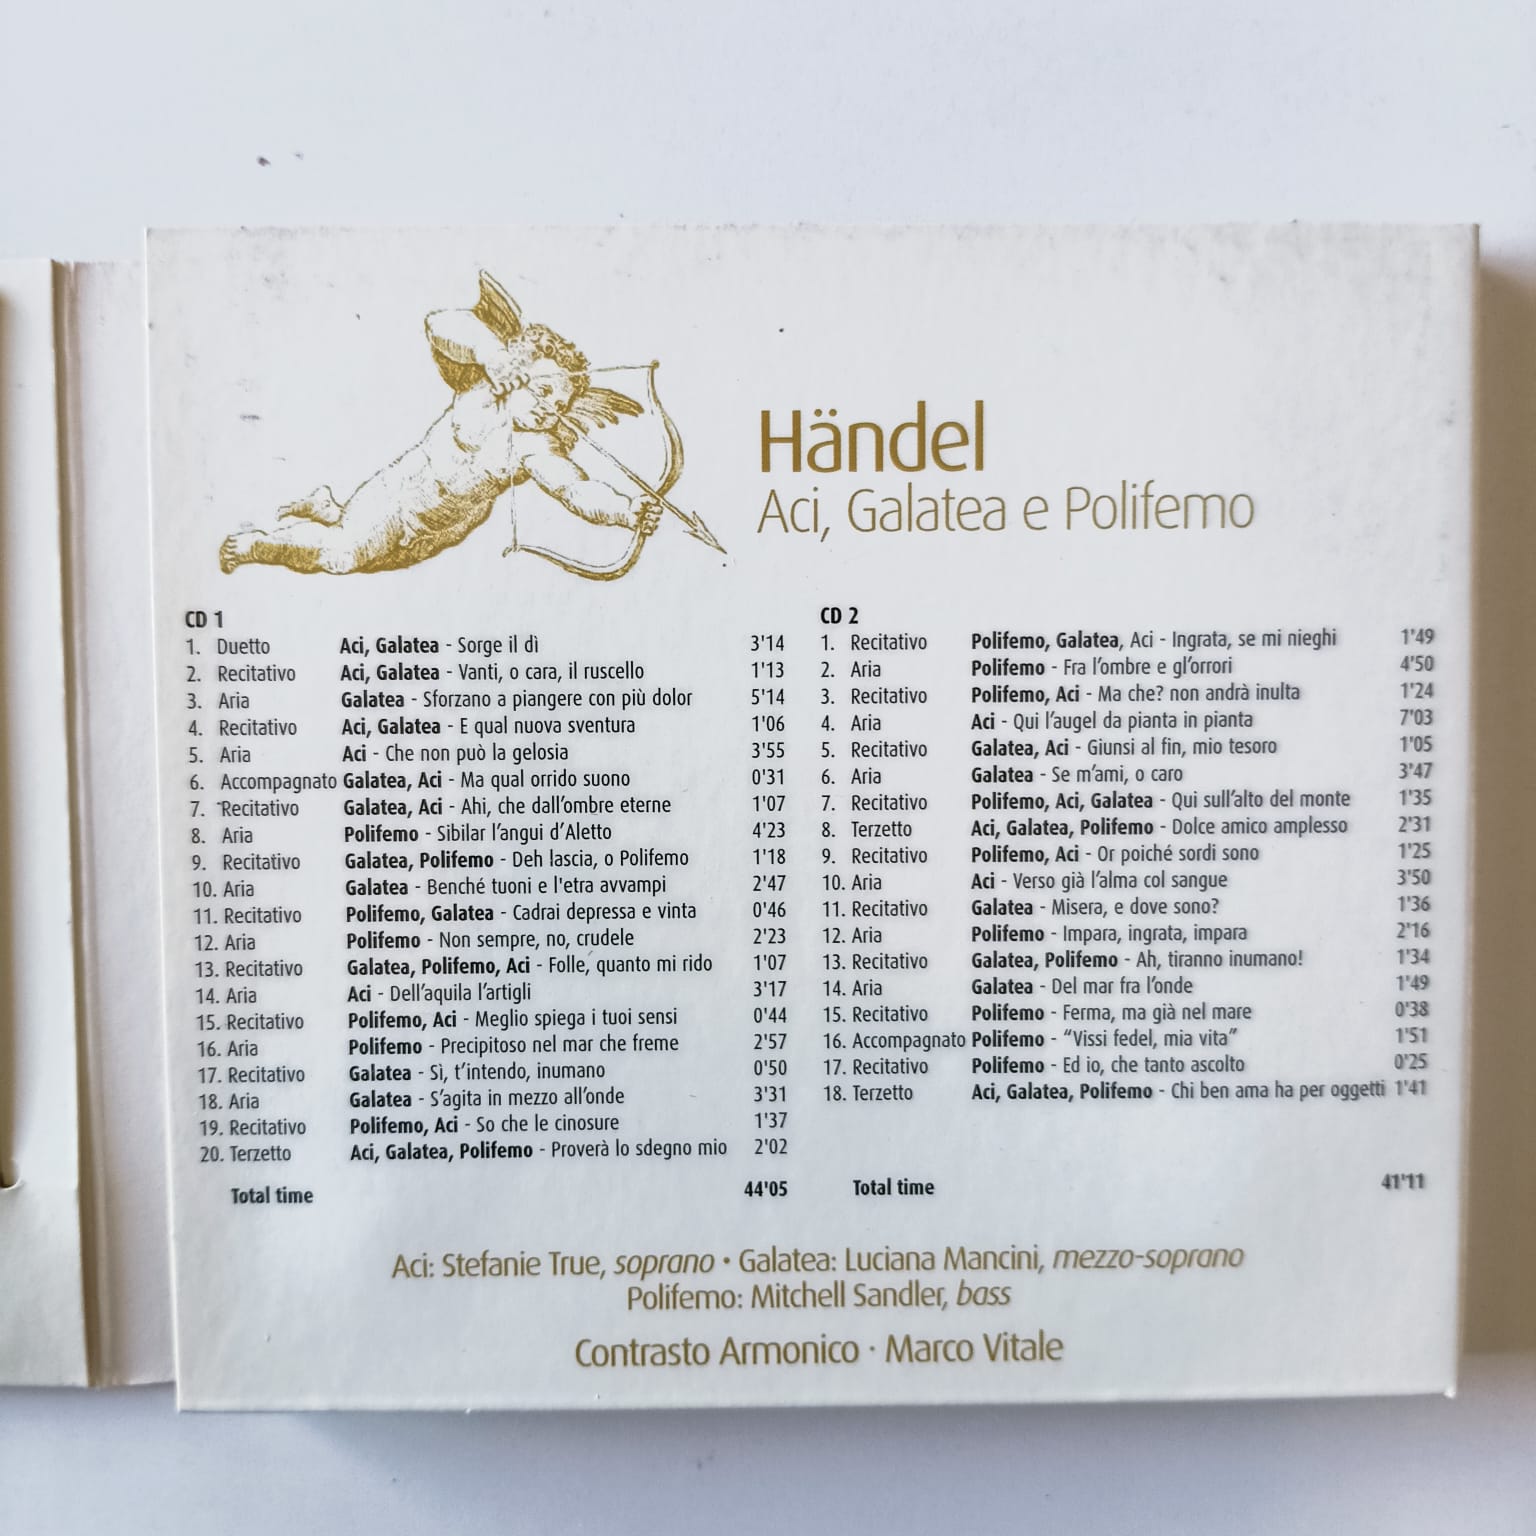 Händel
Aci, Galatea e Polifemo
CD 1
1. Duetto Aci, Galatea - Sorge il dì 3'14
2. Recitativo Aci, Galatea - Vanti, o cara, il ruscello 1'13
3. Aria Galatea - Sforzano a piangere con più dolor 5'14
4. Recitativo Aci, Galatea - E qual nuova sventura 1'06
5. Aria Aci - Che non può la gelosia 3'55
6. Accompagnato Galatea, Aci - Ma qual orrido suono 0'31
7. Recitativo Galatea, Aci - Ahi, che dall'ombre eterne 1'07
8. Aria Polifemo - Sibilar l'angui d'Aletto 4'23
9. Recitativo Galatea, Polifemo - Deh lascia, o Polifemo 1'18
10. Aria Galatea - Benché tuoni e l'etra avvampi 2'47
11. Recitativo Polifemo, Galatea - Cadrai depressa e vinta 0'46
12. Aria Polifemo - Non sempre, no, crudele 2'23
13. Recitativo Galatea, Polifemo, Aci - Folle, quanto mi rido 1'07
14. Aria Aci - Dell'aquila l'artigli 3'17
15. Recitativo Polifemo, Aci - Meglio spiega i tuoi sensi 0'44
16. Aria Polifemo - Precipitoso nel mar che freme 2'57
17. Recitativo Galatea - Sì, t'intendo, inumano 0'50
18. Aria Galatea - S'agita in mezzo all'onde 3'31
19. Recitativo Polifemo, Aci - So che le cinosure 1'37
20. Terzetto Aci, Galatea, Polifemo - Proverà lo sdegno mio 2'02
Total time 44'05
CD 2
1. Recitativo Polifemo, Galatea, Aci - Ingrata, se mi nieghi 1'49
2. Aria Polifemo - Fra l'ombre e gl'orrori 4'50
3. Recitativo Polifemo, Aci - Ma che? non andrà inulta 1'24
4. Aria Aci - Qui l'augel da pianta in pianta 7'03
5. Recitativo Galatea, Aci - Giunsi al fin, mio tesoro 1'05
6. Aria Galatea - Se m'ami, o caro 3'47
7. Recitativo Polifemo, Aci, Galatea - Qui sull'alto del monte 1'35
8. Terzetto Aci, Galatea, Polifemo - Dolce amico amplesso 2'31
9. Recitativo Polifemo, Aci - Or poiché sordi sono 1'25
10. Aria Aci - Verso già l'alma col sangue 3'50
11. Recitativo Galatea - Misera, e dove sono? 1'36
12. Aria Polifemo - Impara, ingrata, impara 2'16
13. Recitativo Galatea, Polifemo - Ah, tiranno inumano! 1'34
14. Aria Galatea - Del mar fra l'onde 1'49
15. Recitativo Polifemo - Ferma, ma già nel mare 0'38
16. Accompagnato Polifemo - "Vissi fedel, mia vita" 1'51
17. Recitativo Polifemo - Ed io, che tanto ascolto 0'25
18. Terzetto Aci, Galatea, Polifemo - Chi ben ama ha per oggetti 1'41
Total time 41'11
Aci: Stefanie True, soprano • Galatea: Luciana Mancini, mezzo-soprano
Polifemo: Mitchell Sandler, bass
Contrasto Armonico · Marco Vitale